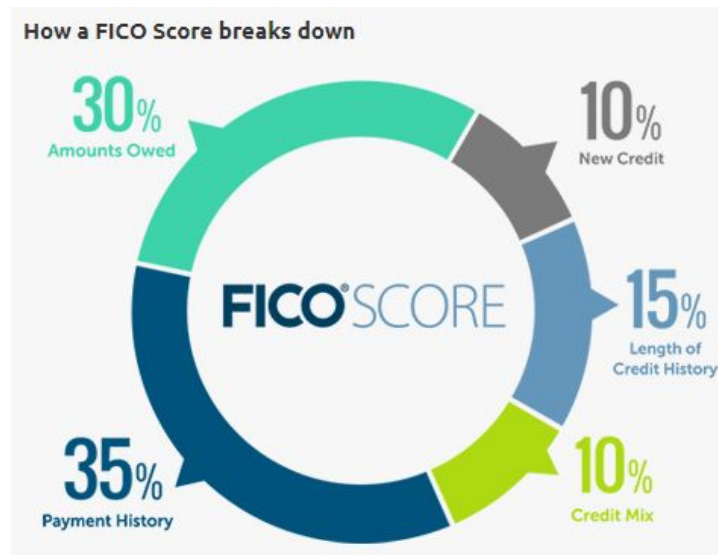 How a FICO Score breaks down
30%
Amounts Owed
10%
New Credit
FICO® SCORE
15%
Length of
Credit History
35%
Payment History
10%
Credit Mix